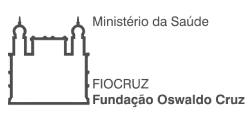 Ministério da Saúde
FIOCRUZ
Fundação Oswaldo Cruz